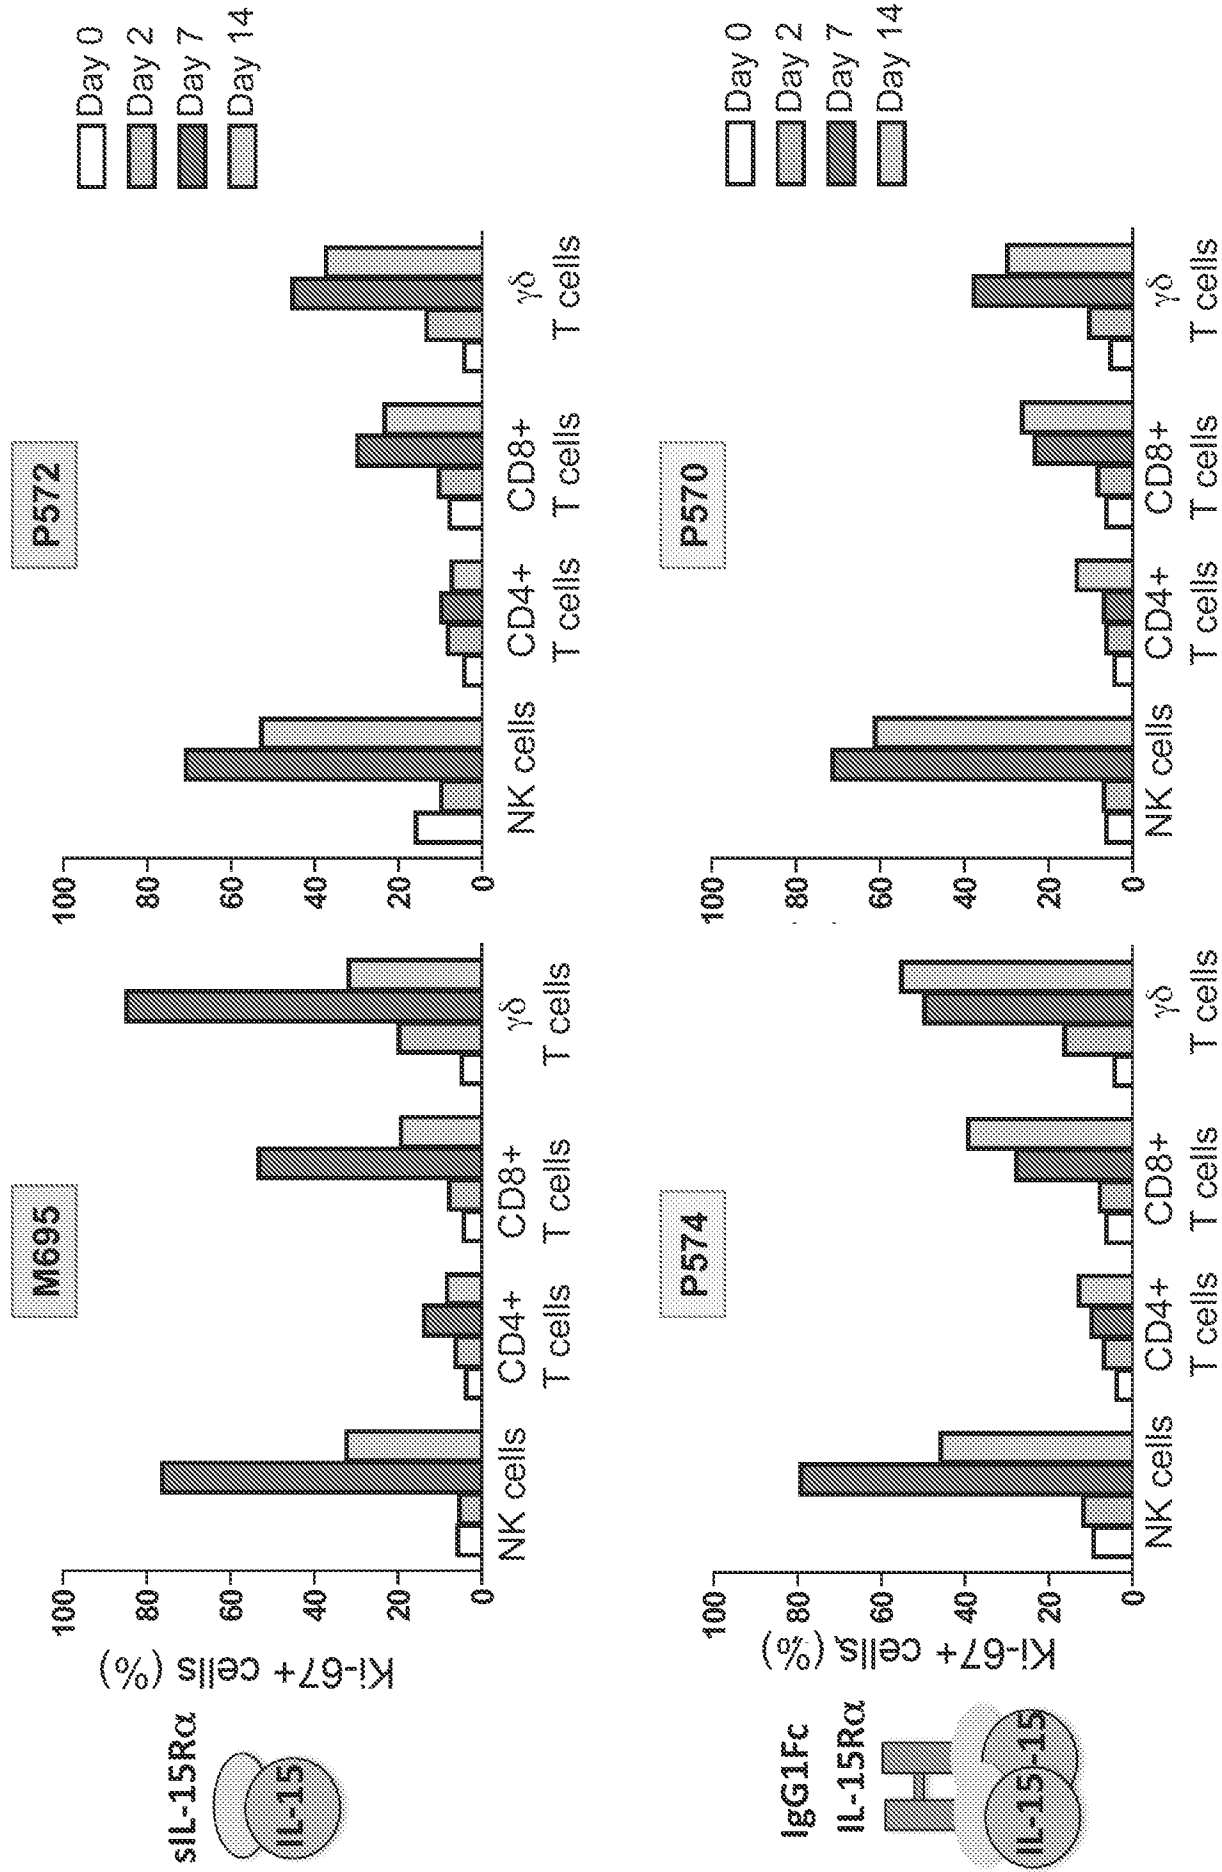 sIL-15Rα
IL-15
Ki-67+ cells (%)
M695
100
80
60
40
20
0
NK cells
CD4+
T cells
CD8+
T cells
γδ
T cells
P572
100
80
60
40
20
0
NK cells
CD4+
T cells
CD8+
T cells
γδ
T cells
Day 0
Day 2
Day 7
Day 14
IgG1Fc
IL-15Rα
IL-15
IL-15
Ki-67+ cells, (%)
P574
100
80
60
40
20
0
NK cells
CD4+
T cells
CD8+
T cells
γδ
T cells
P570
100
80
60
40
20
0
NK cells
CD4+
T cells
CD8+
T cells
γδ
T cells
Day 0
Day 2
Day 7
Day 14